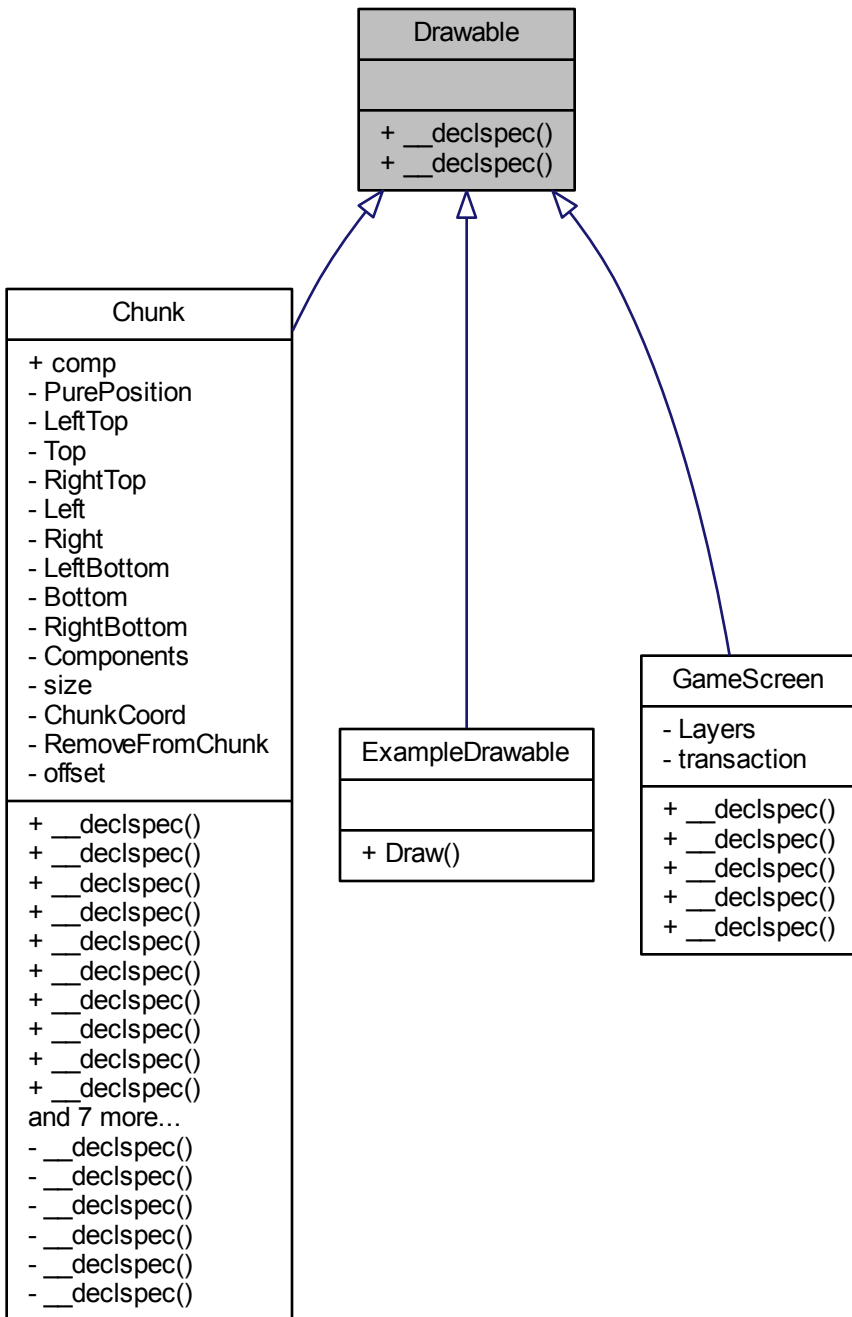 Drawable
+ __declspec()
+ __declspec()
Chunk
+ comp
- PurePosition
- LeftTop
- Top
- RightTop
- Left
- Right
- LeftBottom
- Bottom
- RightBottom
- Components
- size
- ChunkCoord
- RemoveFromChunk
- offset
+ __declspec()
+ __declspec()
+ __declspec()
+ __declspec()
+ __declspec()
+ __declspec()
+ __declspec()
+ __declspec()
+ __declspec()
+ __declspec()
and 7 more...
- __declspec()
- __declspec()
- __declspec()
- __declspec()
- __declspec()
- __declspec()
ExampleDrawable
+ Draw()
GameScreen
- Layers
- transaction
+ __declspec()
+ __declspec()
+ __declspec()
+ __declspec()
+ __declspec()